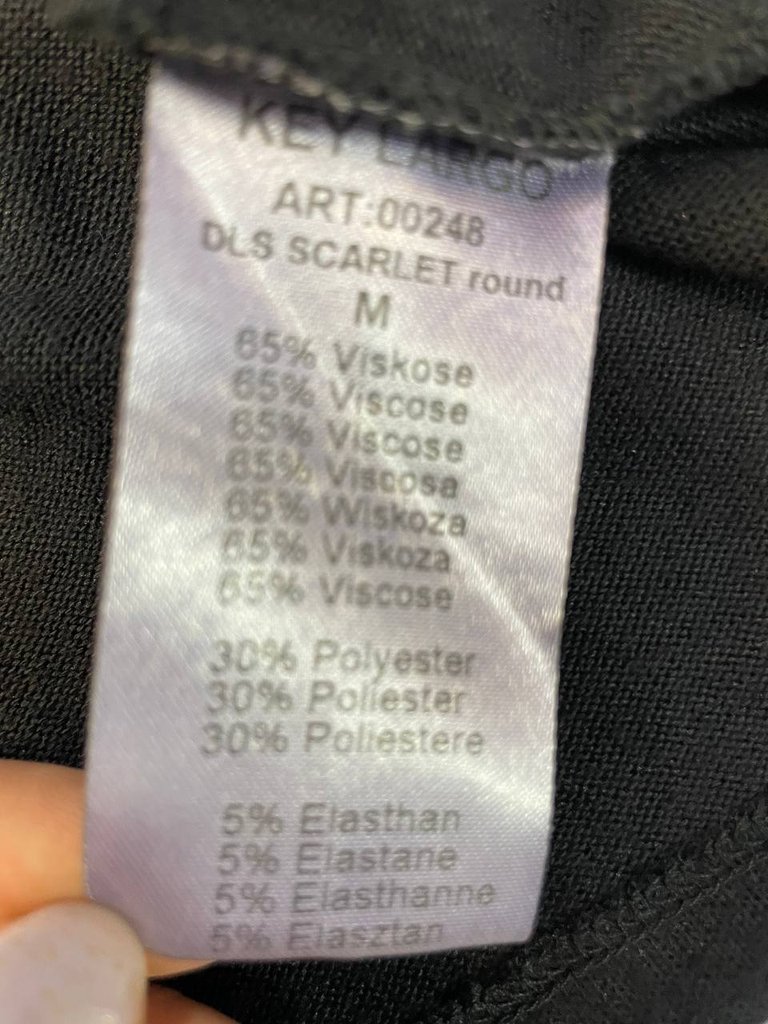 KEY LARGO
ART:00248
DLS SCARLET round
M
65% Viskose
65% Viscose
65% Viscose
65% Viscosa
65% Wiskoza
65% Viskoza
65% Viscose
30% Polyester
30% Poliester
30% Poliestere
5% Elasthan
5% Elastane
5% Elasthanne
5% Elasztan